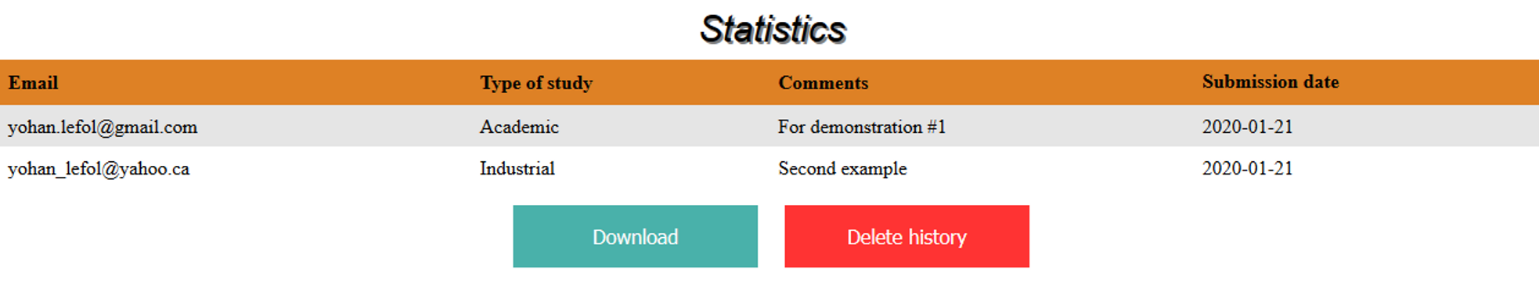 Statistics
Email Type of study Comments Submission date
yohan.lefol@gmail.com Academic For demonstration #1 2020-01-21
yohan_lefol@yahoo.ca Industrial Second example 2020-01-21
Download Delete history